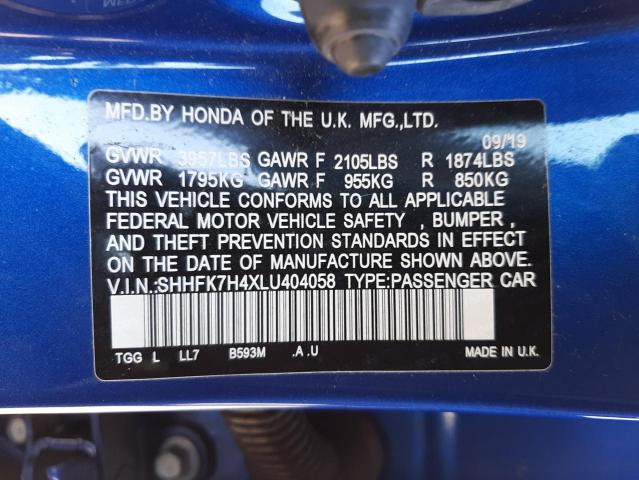 MFD.BY HONDA OF THE U.K. MFG.,LTD.
09/19
GVWR 3957LBS GAWR F 2105LBS R 1874LBS
GVWR 1795KG GAWR F 955KG R 850KG
THIS VEHICLE CONFORMS TO ALL APPLICABLE
FEDERAL MOTOR VEHICLE SAFETY , BUMPER ,
AND THEFT PREVENTION STANDARDS IN EFFECT
ON THE DATE OF MANUFACTURE SHOWN ABOVE.
V.I.N.:SHHFK7H4XLU404058 TYPE:PASSENGER CAR
TGG L LL7 B593M .A .U MADE IN U.K.